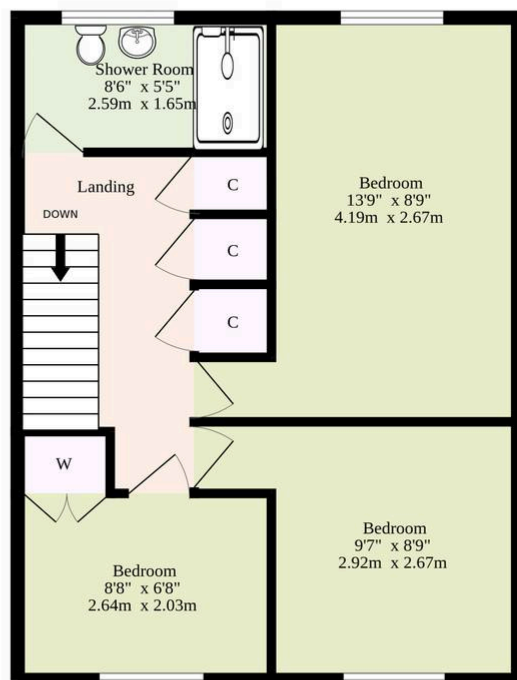 Shower Room
8'6" x 5'5"
2.59m x 1.65m
Landing
DOWN
C
C
C
Bedroom
13'9" x 8'9"
4.19m x 2.67m
W
Bedroom
8'8" x 6'8"
2.64m x 2.03m
Bedroom
9'7" x 8'9"
2.92m x 2.67m